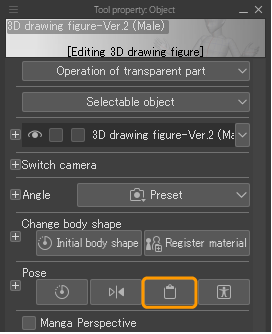 Tool property: Object
3D drawing figure-Ver.2 (Male)
[Editing 3D drawing figure]
Operation of transparent part
Selectable object
3D drawing figure-Ver.2 (Ma
Switch camera
Angle
Preset
Change body shape
Initial body shape
Register material
Pose
Manga Perspective